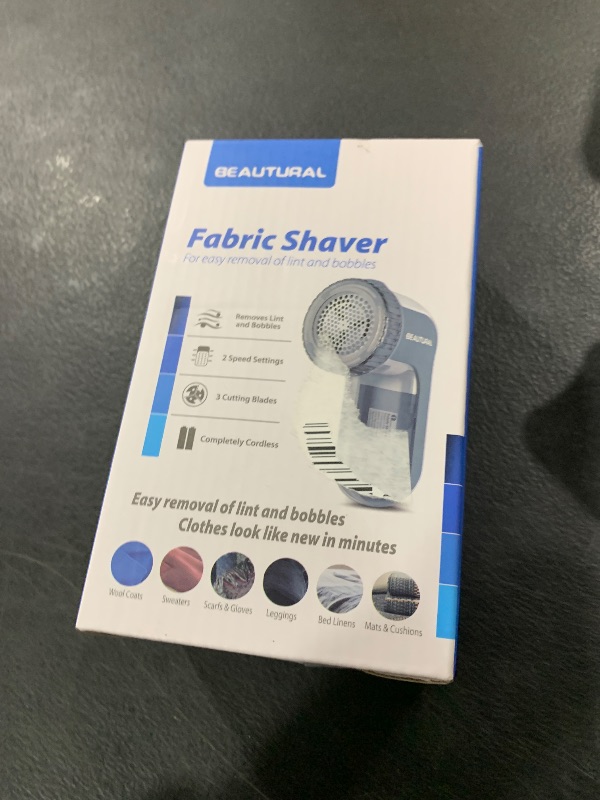 BEAUTURAL
Fabric Shaver
For easy removal of lint and bobbles
Removes Lint
and Bobbles
BEAUTURAL
2 Speed Settings
3 Cutting Blades
Completely Cordless
Easy removal of lint and bobbles
Clothes look like new in minutes
Wool Coats
Sweaters
Scarfs & Gloves
Leggings
Bed Linens
Mats & Cushions